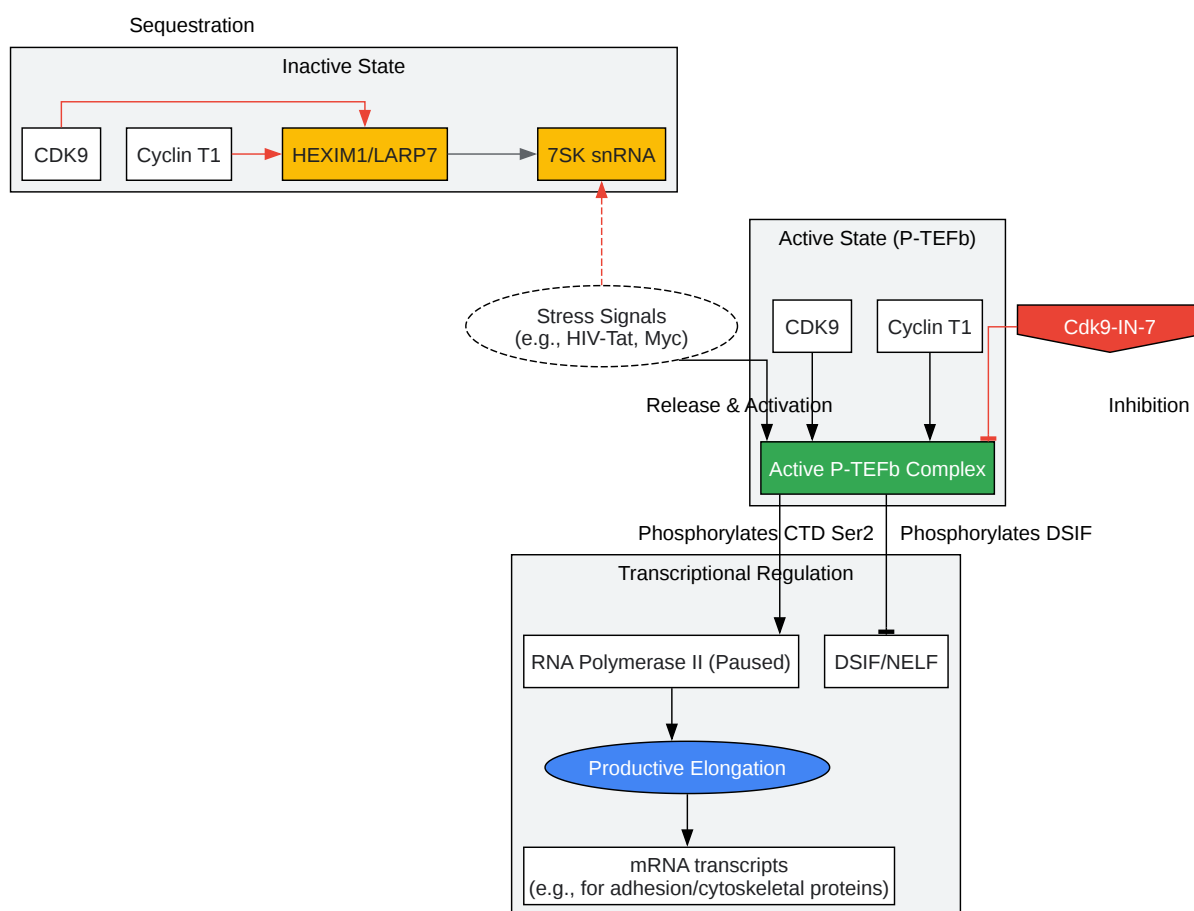 Sequestration
Inactive State
CDK9
Cyclin T1
HEXIM1/LARP7
7SK snRNA
Active State (P-TEFb)
Stress Signals
(e.g., HIV-Tat, Myc)
CDK9
Cyclin T1
Cdk9-IN-7
Release & Activation
Inhibition
Active P-TEFb Complex
Phosphorylates CTD Ser2
Phosphorylates DSIF
Transcriptional Regulation
RNA Polymerase II (Paused)
DSIF/NELF
Productive Elongation
mRNA transcripts
(e.g., for adhesion/cytoskeletal proteins)